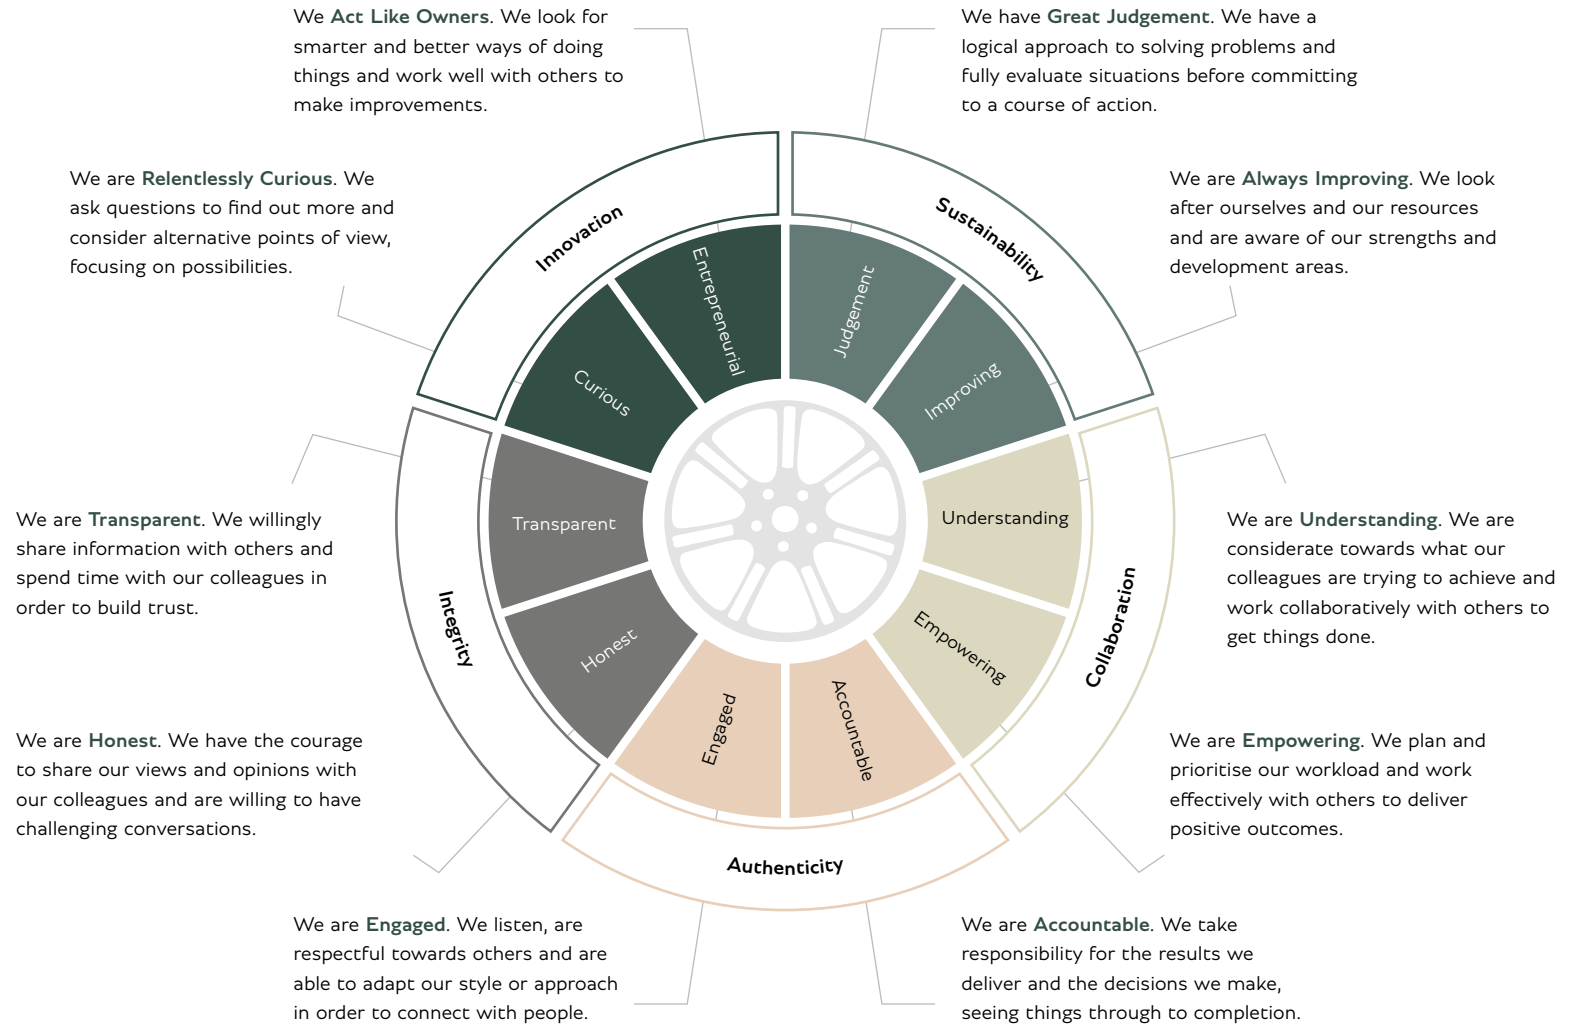 We Act Like Owners. We look for
smarter and better ways of doing
things and work well with others to
make improvements.
We have Great Judgement. We have a
logical approach to solving problems and
fully evaluate situations before committing
to a course of action.
We are Relentlessly Curious. We
ask questions to find out more and
consider alternative points of view,
focusing on possibilities.
We are Always Improving. We look
after ourselves and our resources
and are aware of our strengths and
development areas.
Innovation
Sustainability
Entrepreneurial
Judgement
Curious
Improving
Transparent
Understanding
We are Transparent. We willingly
share information with others and
spend time with our colleagues in
order to build trust.
We are Understanding. We are
considerate towards what our
colleagues are trying to achieve and
work collaboratively with others to
get things done.
Integrity
Collaboration
Honest
Empowering
Engaged
Accountable
We are Honest. We have the courage
to share our views and opinions with
our colleagues and are willing to have
challenging conversations.
We are Empowering. We plan and
prioritise our workload and work
effectively with others to deliver
positive outcomes.
Authenticity
We are Engaged. We listen, are
respectful towards others and are
able to adapt our style or approach
in order to connect with people.
We are Accountable. We take
responsibility for the results we
deliver and the decisions we make,
seeing things through to completion.